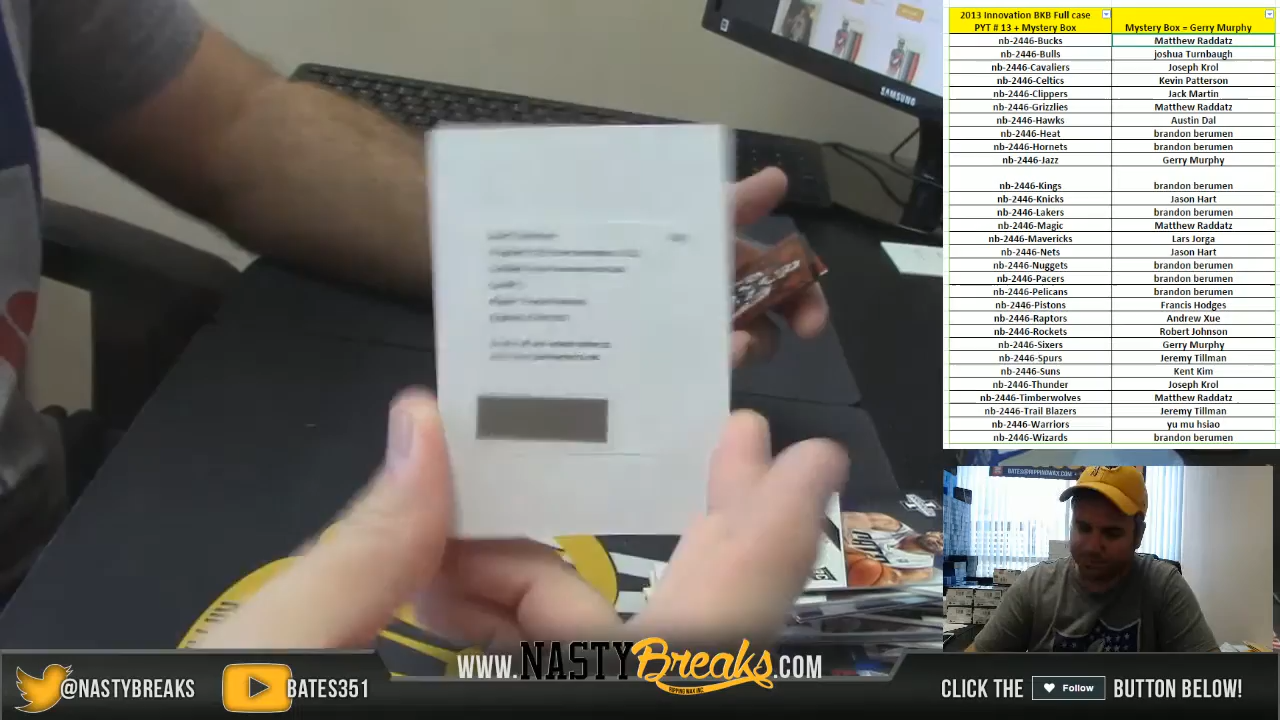 SAMSUNG
2013 Innovation BKB Full case
PYT # 13 + Mystery Box
Mystery Box = Gerry Murphy
nb-2446-Bucks Matthew Raddatz
nb-2446-Bulls joshua Turnbaugh
nb-2446-Cavaliers Joseph Krol
nb-2446-Celtics Kevin Patterson
nb-2446-Clippers Jack Martin
nb-2446-Grizzlies Matthew Raddatz
nb-2446-Hawks Austin Dal
nb-2446-Heat brandon berumen
nb-2446-Hornets brandon berumen
nb-2446-Jazz Gerry Murphy
nb-2446-Kings brandon berumen
nb-2446-Knicks Jason Hart
nb-2446-Lakers brandon berumen
nb-2446-Magic Matthew Raddatz
nb-2446-Mavericks Lars Jorga
nb-2446-Nets Jason Hart
nb-2446-Nuggets brandon berumen
nb-2446-Pacers brandon berumen
nb-2446-Pelicans brandon berumen
nb-2446-Pistons Francis Hodges
nb-2446-Raptors Andrew Xue
nb-2446-Rockets Robert Johnson
nb-2446-Sixers Gerry Murphy
nb-2446-Spurs Jeremy Tillman
nb-2446-Suns Kent Kim
nb-2446-Thunder Joseph Krol
nb-2446-Timberwolves Matthew Raddatz
nb-2446-Trail Blazers Jeremy Tillman
nb-2446-Warriors yu mu hsiao
nb-2446-Wizards brandon berumen
@NASTYBREAKS
BATES351
WWW.NASTYBreaks.COM
RIPPING WAX INC
CLICK THE Follow BUTTON BELOW!